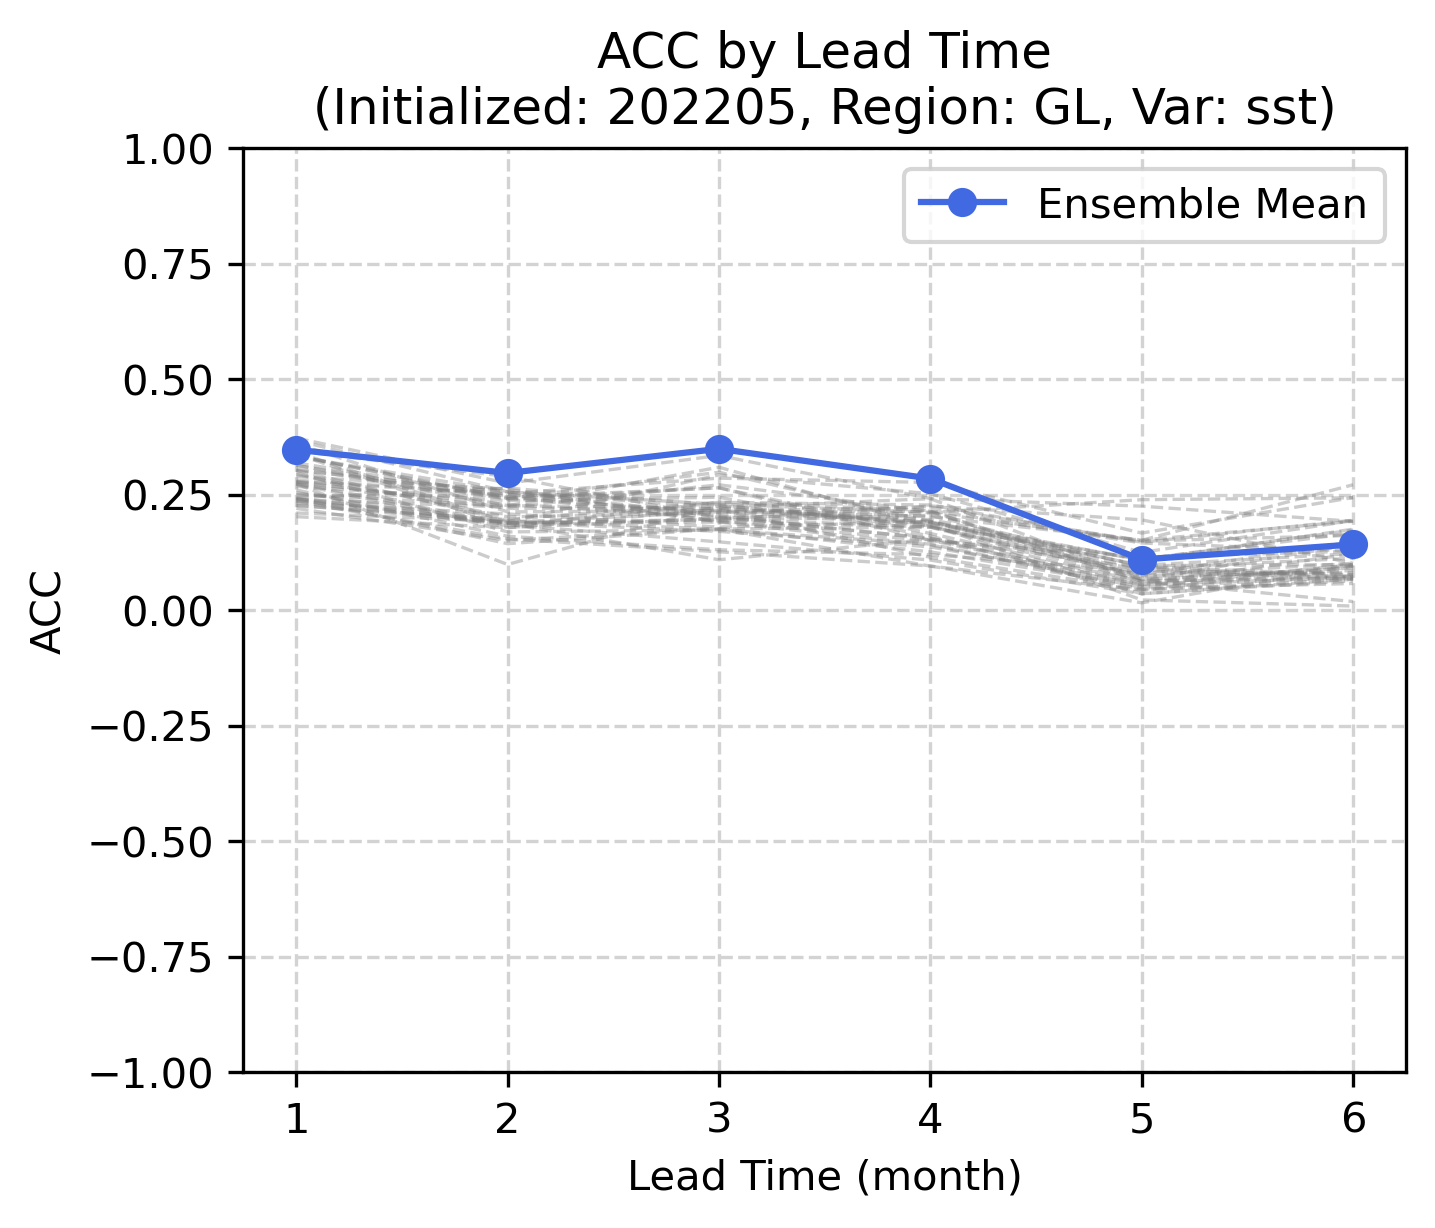 ACC by Lead Time
(Initialized: 202205, Region: GL, Var: sst)
Ensemble Mean
ACC
1.00
0.75
0.50
0.25
0.00
−0.25
−0.50
−0.75
−1.00
1 2 3 4 5 6
Lead Time (month)